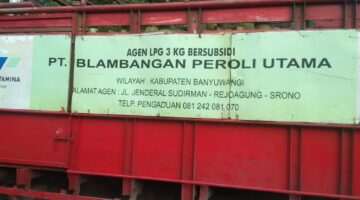 AGEN LPG 3 KG BERSUBSIDI
PT. BLAMBANGAN PEROLI UTAMA
WILAYAH : KABUPATEN BANYUWANGI
ALAMAT AGEN : JL. JENDERAL SUDIRMAN - REJOAGUNG - SRONO
TELP. PENGADUAN 081 242 081 070
TAMINA